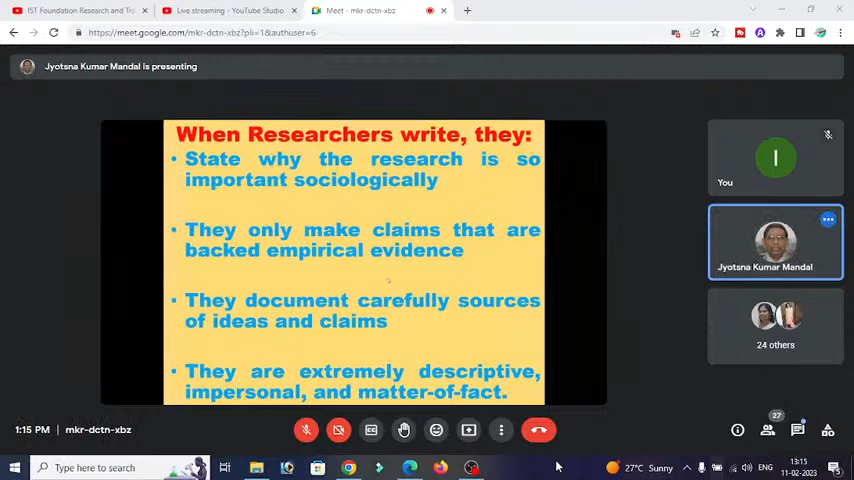 IST Foundation Research and Tra
Live streaming - YouTube Studio
Meet - mkr-dctn-xbz
https://meet.google.com/mkr-dctn-xbz?pli=1&authuser=6
Jyotsna Kumar Mandal is presenting
When Researchers write, they:
• State why the research is so
important sociologically
• They only make claims that are
backed empirical evidence
• They document carefully sources
of ideas and claims
• They are extremely descriptive,
impersonal, and matter-of-fact.
I
You
Jyotsna Kumar Mandal
24 others
1:15 PM
mkr-dctn-xbz
27
Type here to search
27°C Sunny
ENG
13:15
11-02-2023